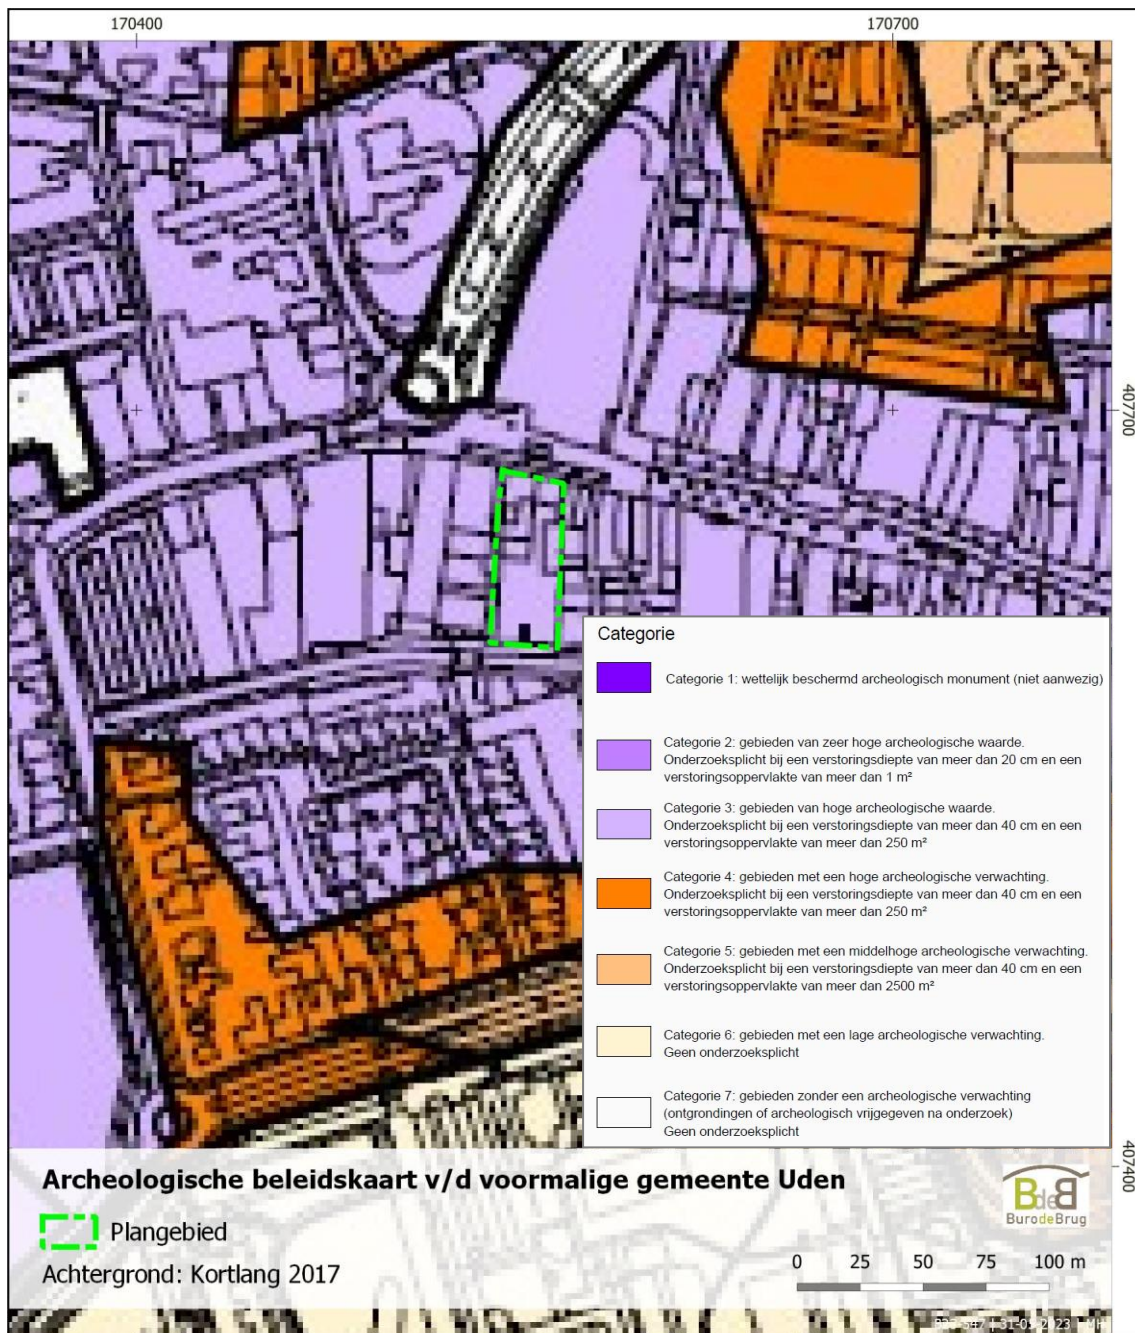 170400
170700
407700
Categorie
Categorie 1: wettelijk beschermd archeologisch monument (niet aanwezig)
Categorie 2: gebieden van zeer hoge archeologische waarde.
Onderzoeksplicht bij een verstoringsdiepte van meer dan 20 cm en een
verstoringsoppervlakte van meer dan 1 m²
Categorie 3: gebieden van hoge archeologische waarde.
Onderzoeksplicht bij een verstoringsdiepte van meer dan 40 cm en een
verstoringsoppervlakte van meer dan 250 m²
Categorie 4: gebieden met een hoge archeologische verwachting.
Onderzoeksplicht bij een verstoringsdiepte van meer dan 40 cm en een
verstoringsoppervlakte van meer dan 250 m²
Categorie 5: gebieden met een middelhoge archeologische verwachting.
Onderzoeksplicht bij een verstoringsdiepte van meer dan 40 cm en een
verstoringsoppervlakte van meer dan 2500 m²
Categorie 6: gebieden met een lage archeologische verwachting.
Geen onderzoeksplicht
Categorie 7: gebieden zonder een archeologische verwachting
(ontgrondingen of archeologisch vrijgegeven na onderzoek)
Geen onderzoeksplicht
407400
Archeologische beleidskaart v/d voormalige gemeente Uden
Plangebied
Achtergrond: Kortlang 2017
BdeB
BurodeBrug
0 25 50 75 100 m